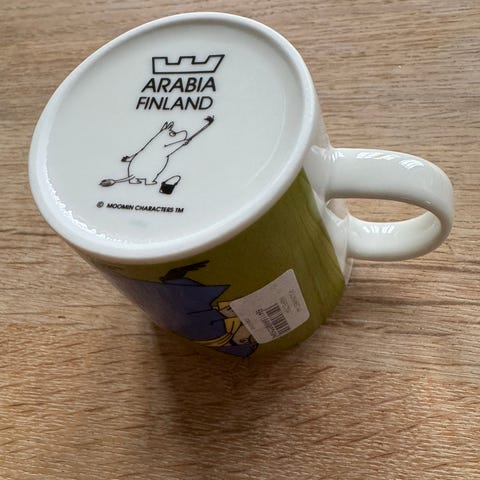 ARABIA
FINLAND
© MOOMIN CHARACTERS TM